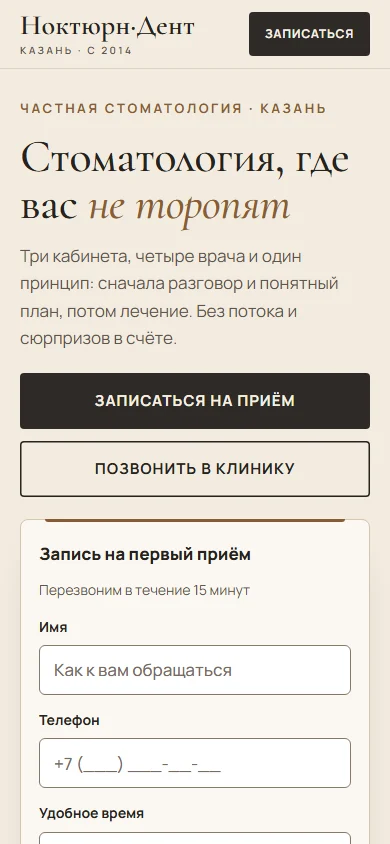 Ноктюрн·Дент
КАЗАНЬ · С 2014
ЗАПИСАТЬСЯ
ЧАСТНАЯ СТОМАТОЛОГИЯ · КАЗАНЬ
Стоматология, где
вас не торопят
Три кабинета, четыре врача и один
принцип: сначала разговор и понятный
план, потом лечение. Без потока и
сюрпризов в счёте.
ЗАПИСАТЬСЯ НА ПРИЁМ
ПОЗВОНИТЬ В КЛИНИКУ
Запись на первый приём
Перезвоним в течение 15 минут
Имя
Как к вам обращаться
Телефон
+7 (___) ___-__-__
Удобное время